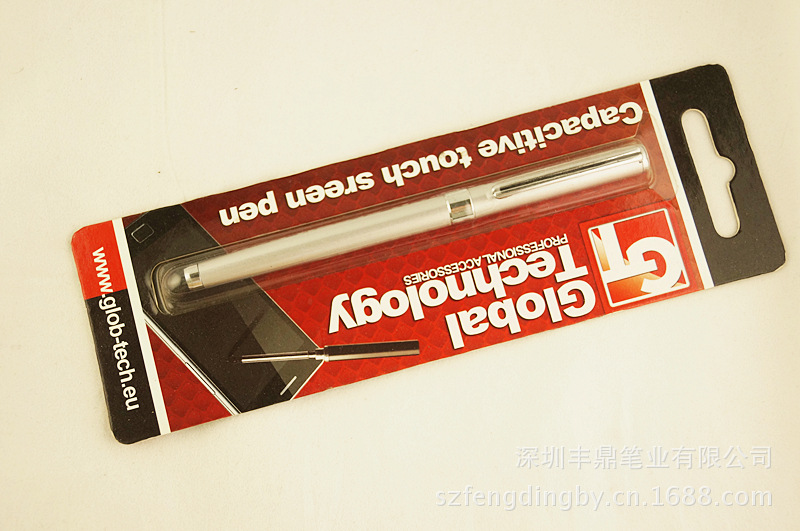 Capacitive touch sreen pen
GT
Global
Technology
PROFESSIONAL ACCESSORIES
www.glob-tech.eu
深圳丰鼎笔业有限公司
szfengdingby.cn.1688.com